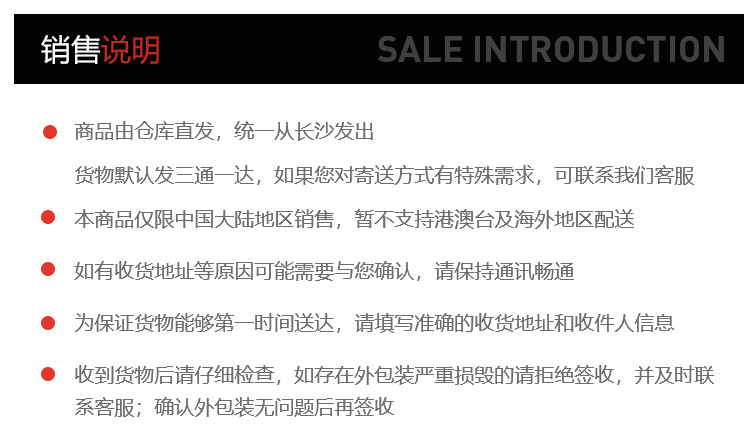 销售说明 SALE INTRODUCTION
商品由仓库直发，统一从长沙发出
货物默认发三通一达，如果您对寄送方式有特殊需求，可联系我们客服
本商品仅限中国大陆地区销售，暂不支持港澳台及海外地区配送
如有收货地址等原因可能需要与您确认，请保持通讯畅通
为保证货物能够第一时间送达，请填写准确的收货地址和收件人信息
收到货物后请仔细检查，如存在外包装严重损毁的请拒绝签收，并及时联
系客服；确认外包装无问题后再签收